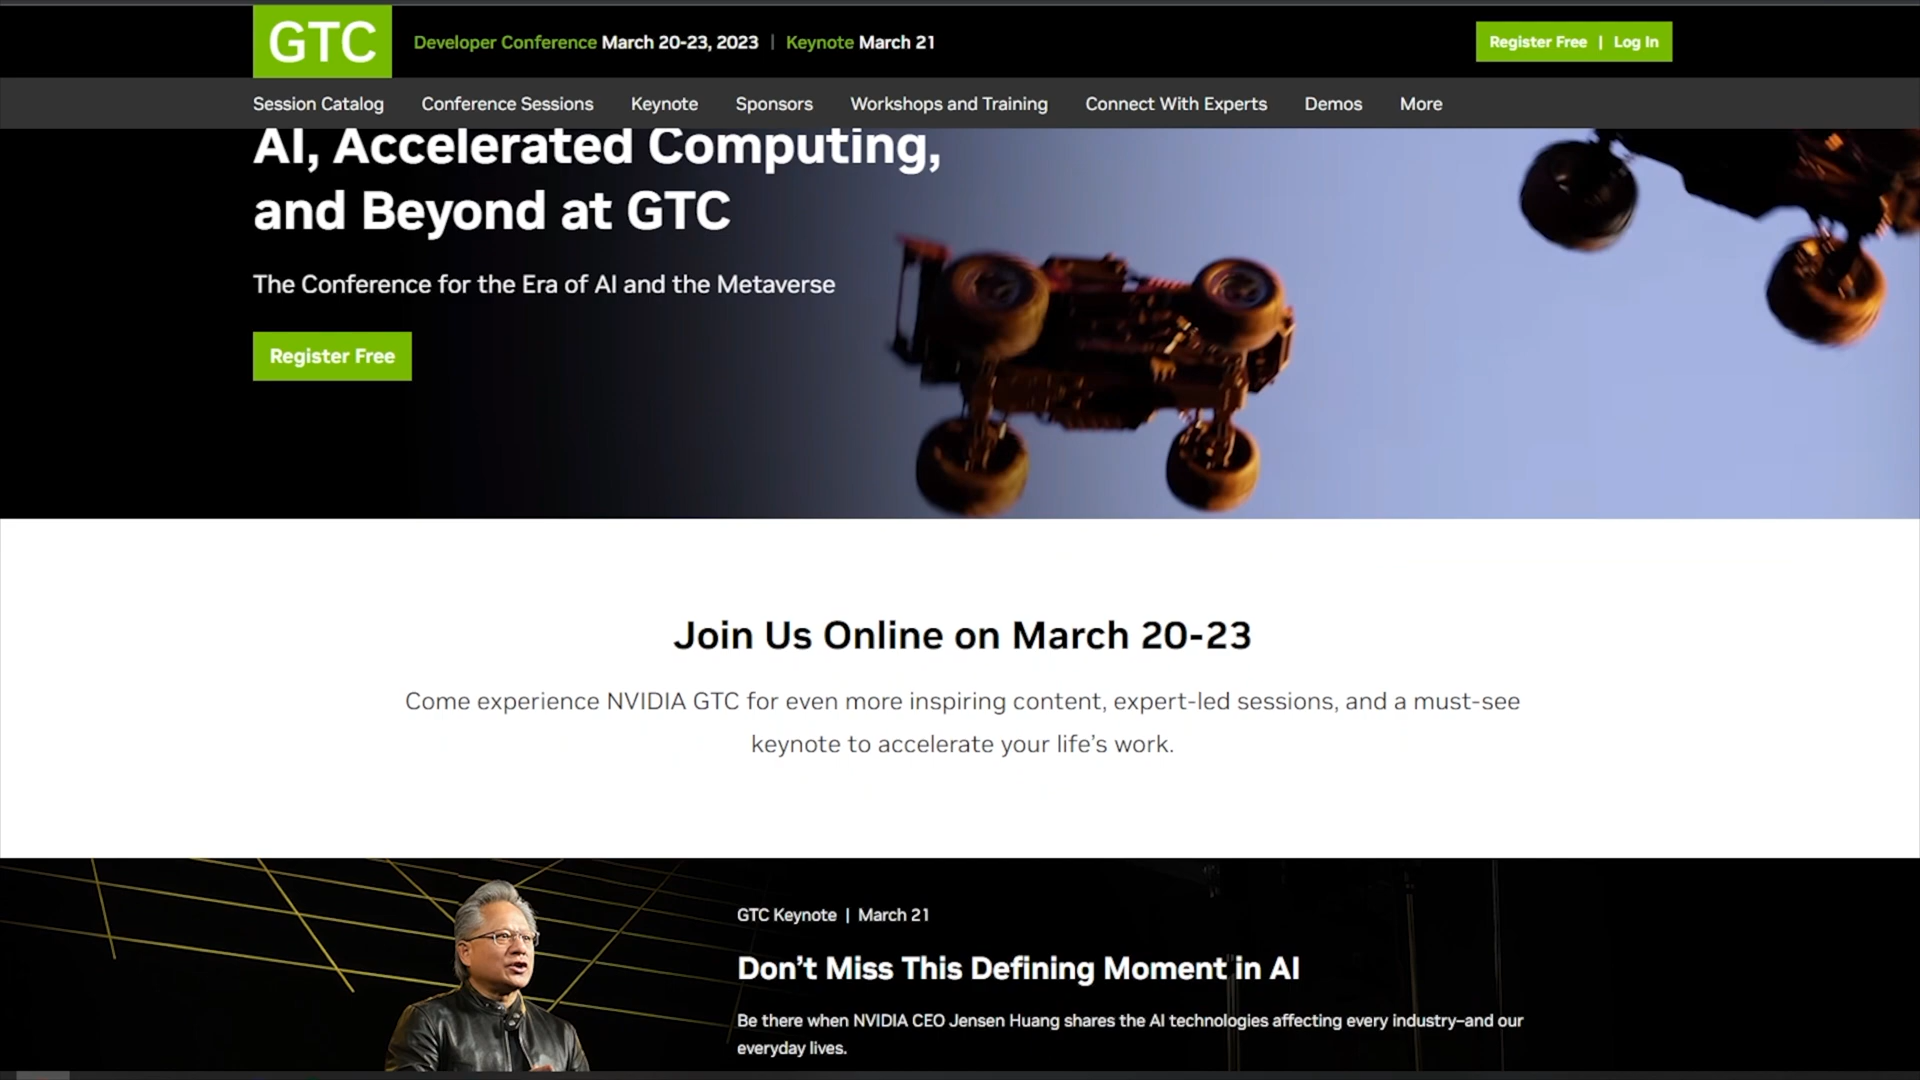 GTC
Developer Conference March 20-23, 2023 | Keynote March 21
Register Free | Log In
Session Catalog Conference Sessions Keynote Sponsors Workshops and Training Connect With Experts Demos More
AI, Accelerated Computing,
and Beyond at GTC
The Conference for the Era of AI and the Metaverse
Register Free
Join Us Online on March 20-23
Come experience NVIDIA GTC for even more inspiring content, expert-led sessions, and a must-see
keynote to accelerate your life’s work.
GTC Keynote | March 21
Don’t Miss This Defining Moment in AI
Be there when NVIDIA CEO Jensen Huang shares the AI technologies affecting every industry–and our
everyday lives.